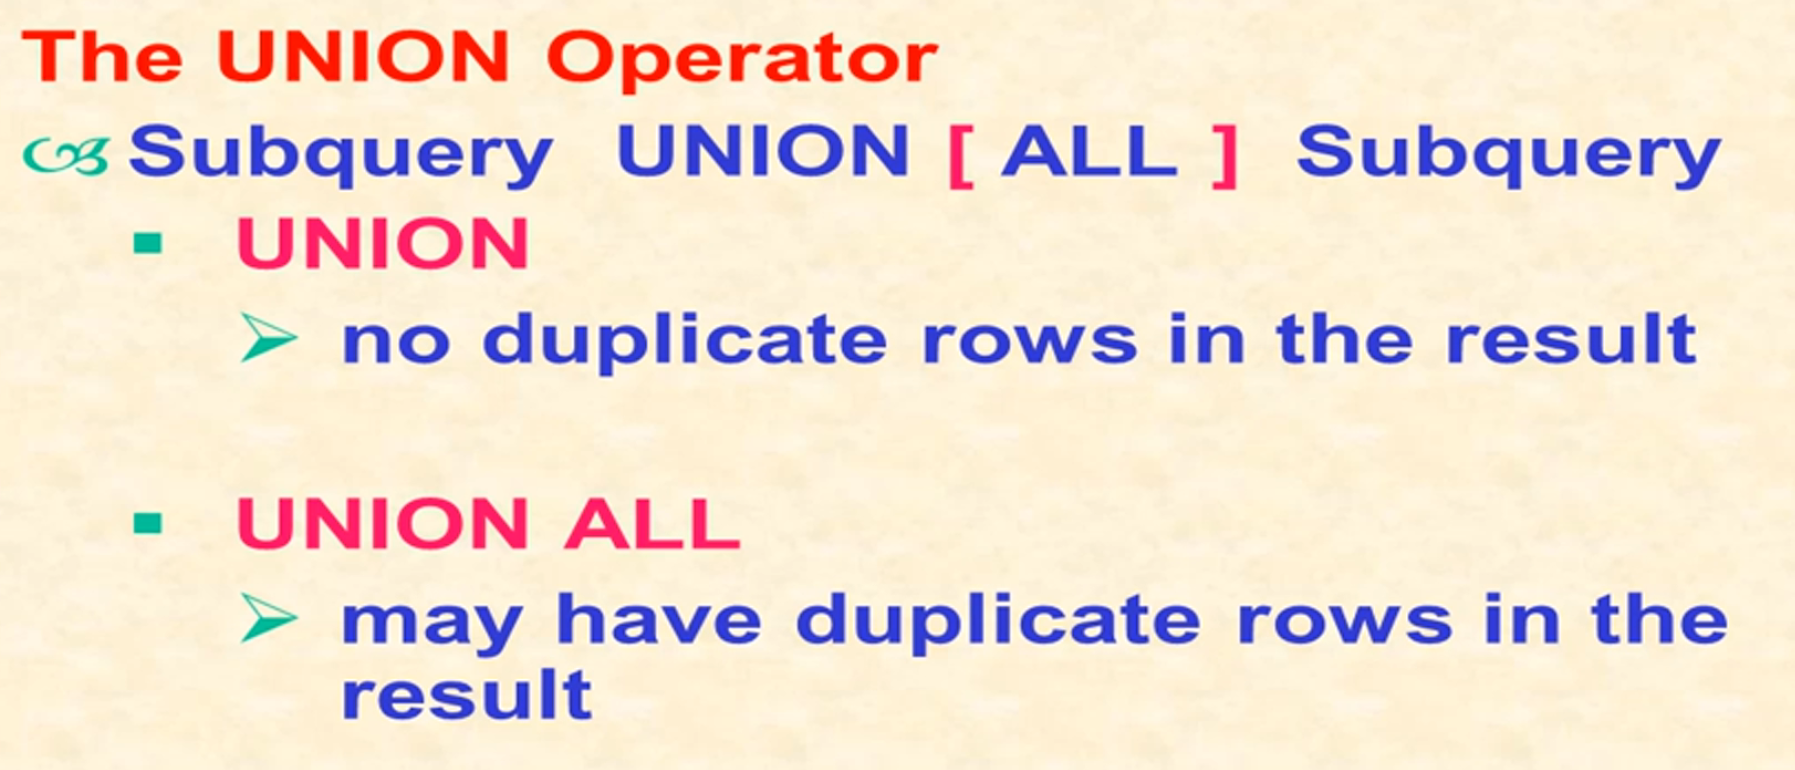 The UNION Operator
Subquery UNION [ ALL ] Subquery
UNION
no duplicate rows in the result
UNION ALL
may have duplicate rows in the
result